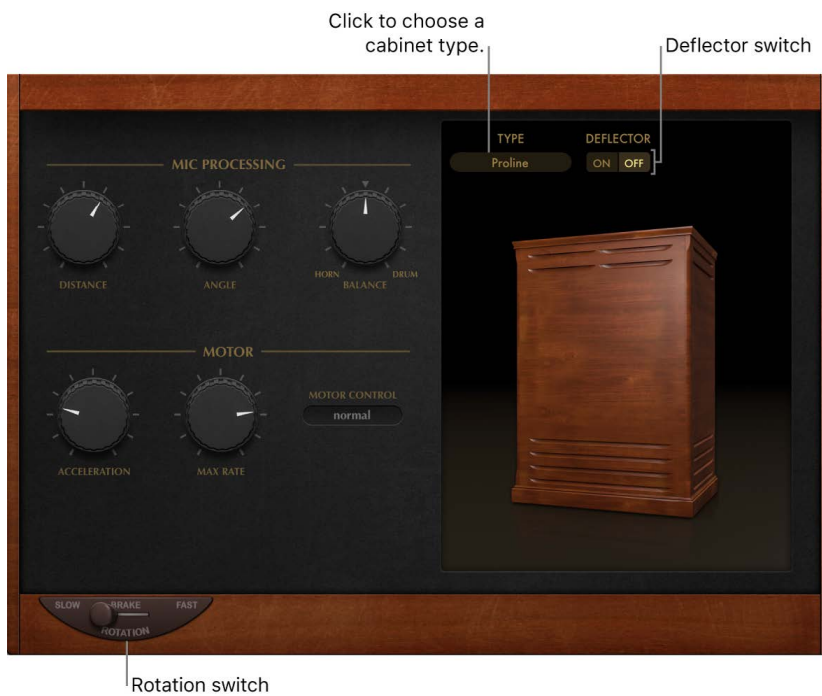 Click to choose a
cabinet type.
Deflector switch
TYPE
DEFLECTOR
Proline
ON
OFF
MIC PROCESSING
DISTANCE
ANGLE
HORN
DRUM
BALANCE
MOTOR
MOTOR CONTROL
normal
ACCELERATION
MAX RATE
SLOW
BRAKE
FAST
ROTATION
Rotation switch